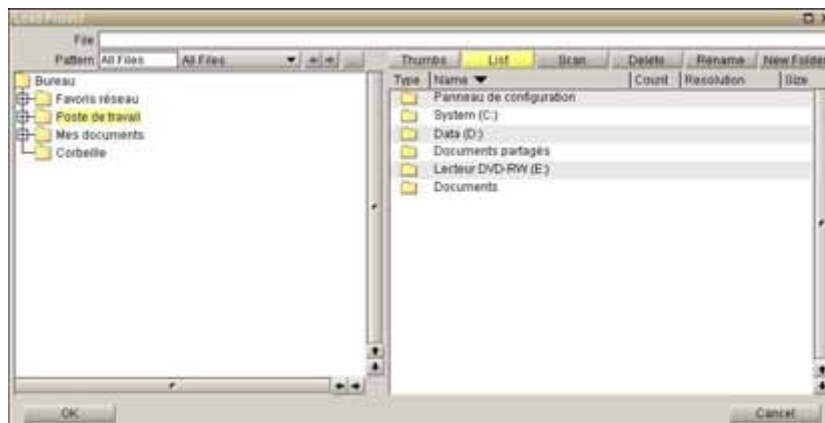 Load Project
File
Pattern All Files All Files Thumbs List Scan Delete Rename New Folder
Bureau
Favoris réseau
Poste de travail
Mes documents
Corbeille
Type Name Count Resolution Size
Panneau de configuration
System (C:)
Data (D:)
Documents partagés
Lecteur DVD-RW (E:)
Documents
OK Cancel